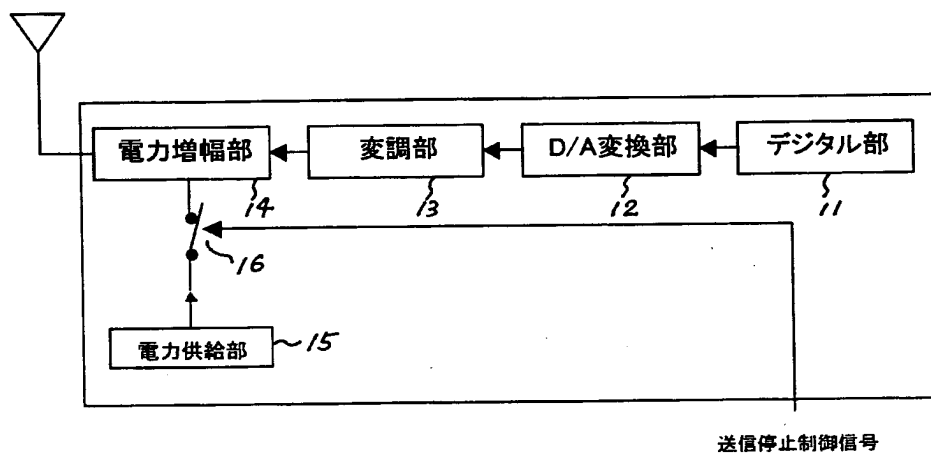 電力増幅部
変調部
D/A変換部
デジタル部
14
13
12
11
16
電力供給部
15
送信停止制御信号